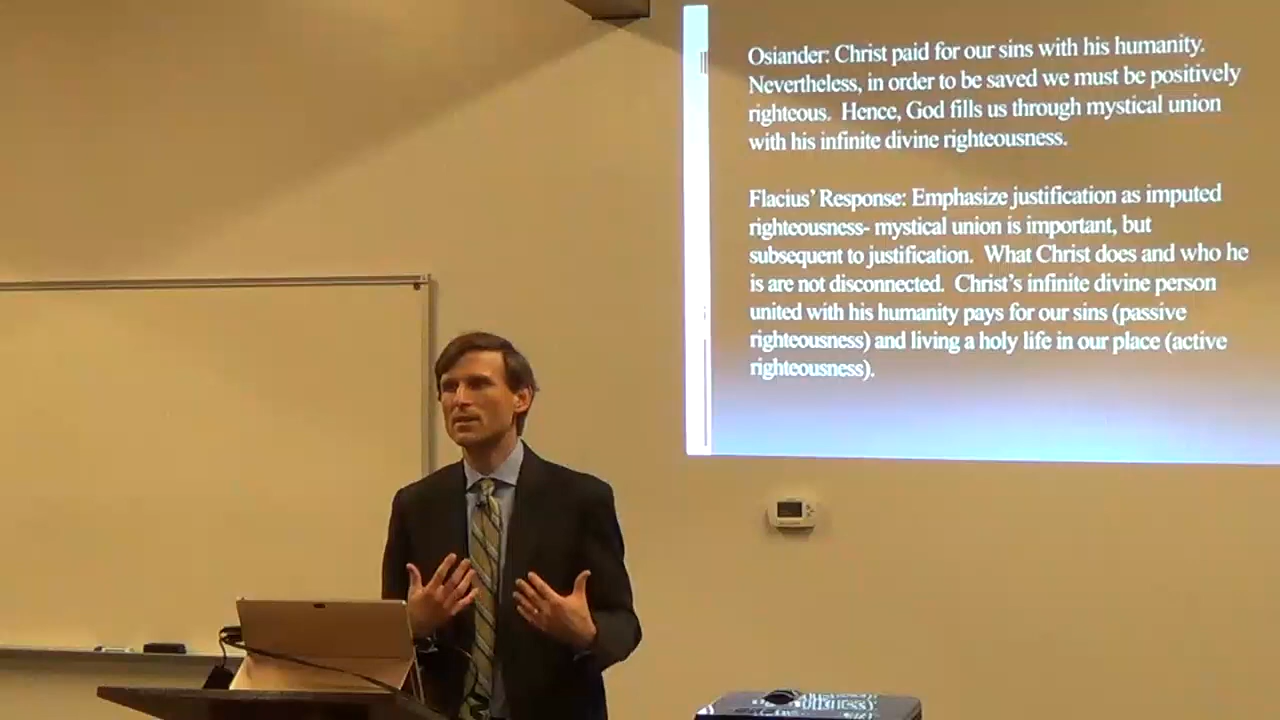 Osiander: Christ paid for our sins with his humanity.
Nevertheless, in order to be saved we must be positively
righteous.  Hence, God fills us through mystical union
with his infinite divine righteousness.
Flacius’ Response: Emphasize justification as imputed
righteousness- mystical union is important, but
subsequent to justification.  What Christ does and who he
is are not disconnected.  Christ’s infinite divine person
united with his humanity pays for our sins (passive
righteousness) and living a holy life in our place (active
righteousness).